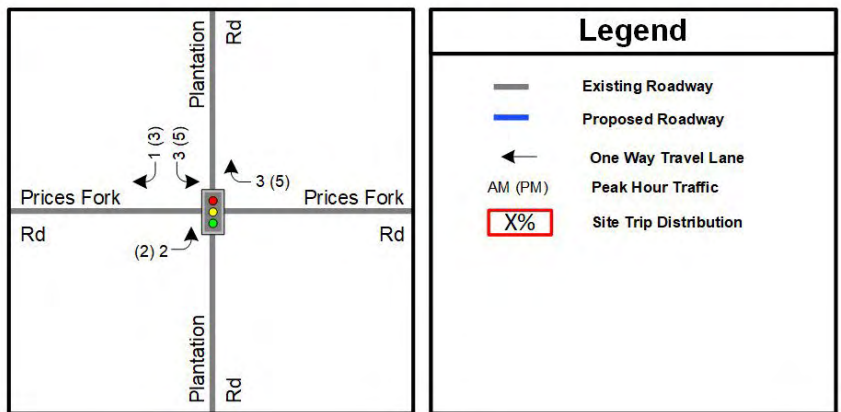 Plantation
Rd
1 (3)
3 (5)
3 (5)
Prices Fork
Rd
Prices Fork
Rd
(2) 2
Plantation
Rd
Legend
Existing Roadway
Proposed Roadway
One Way Travel Lane
AM (PM) Peak Hour Traffic
X% Site Trip Distribution